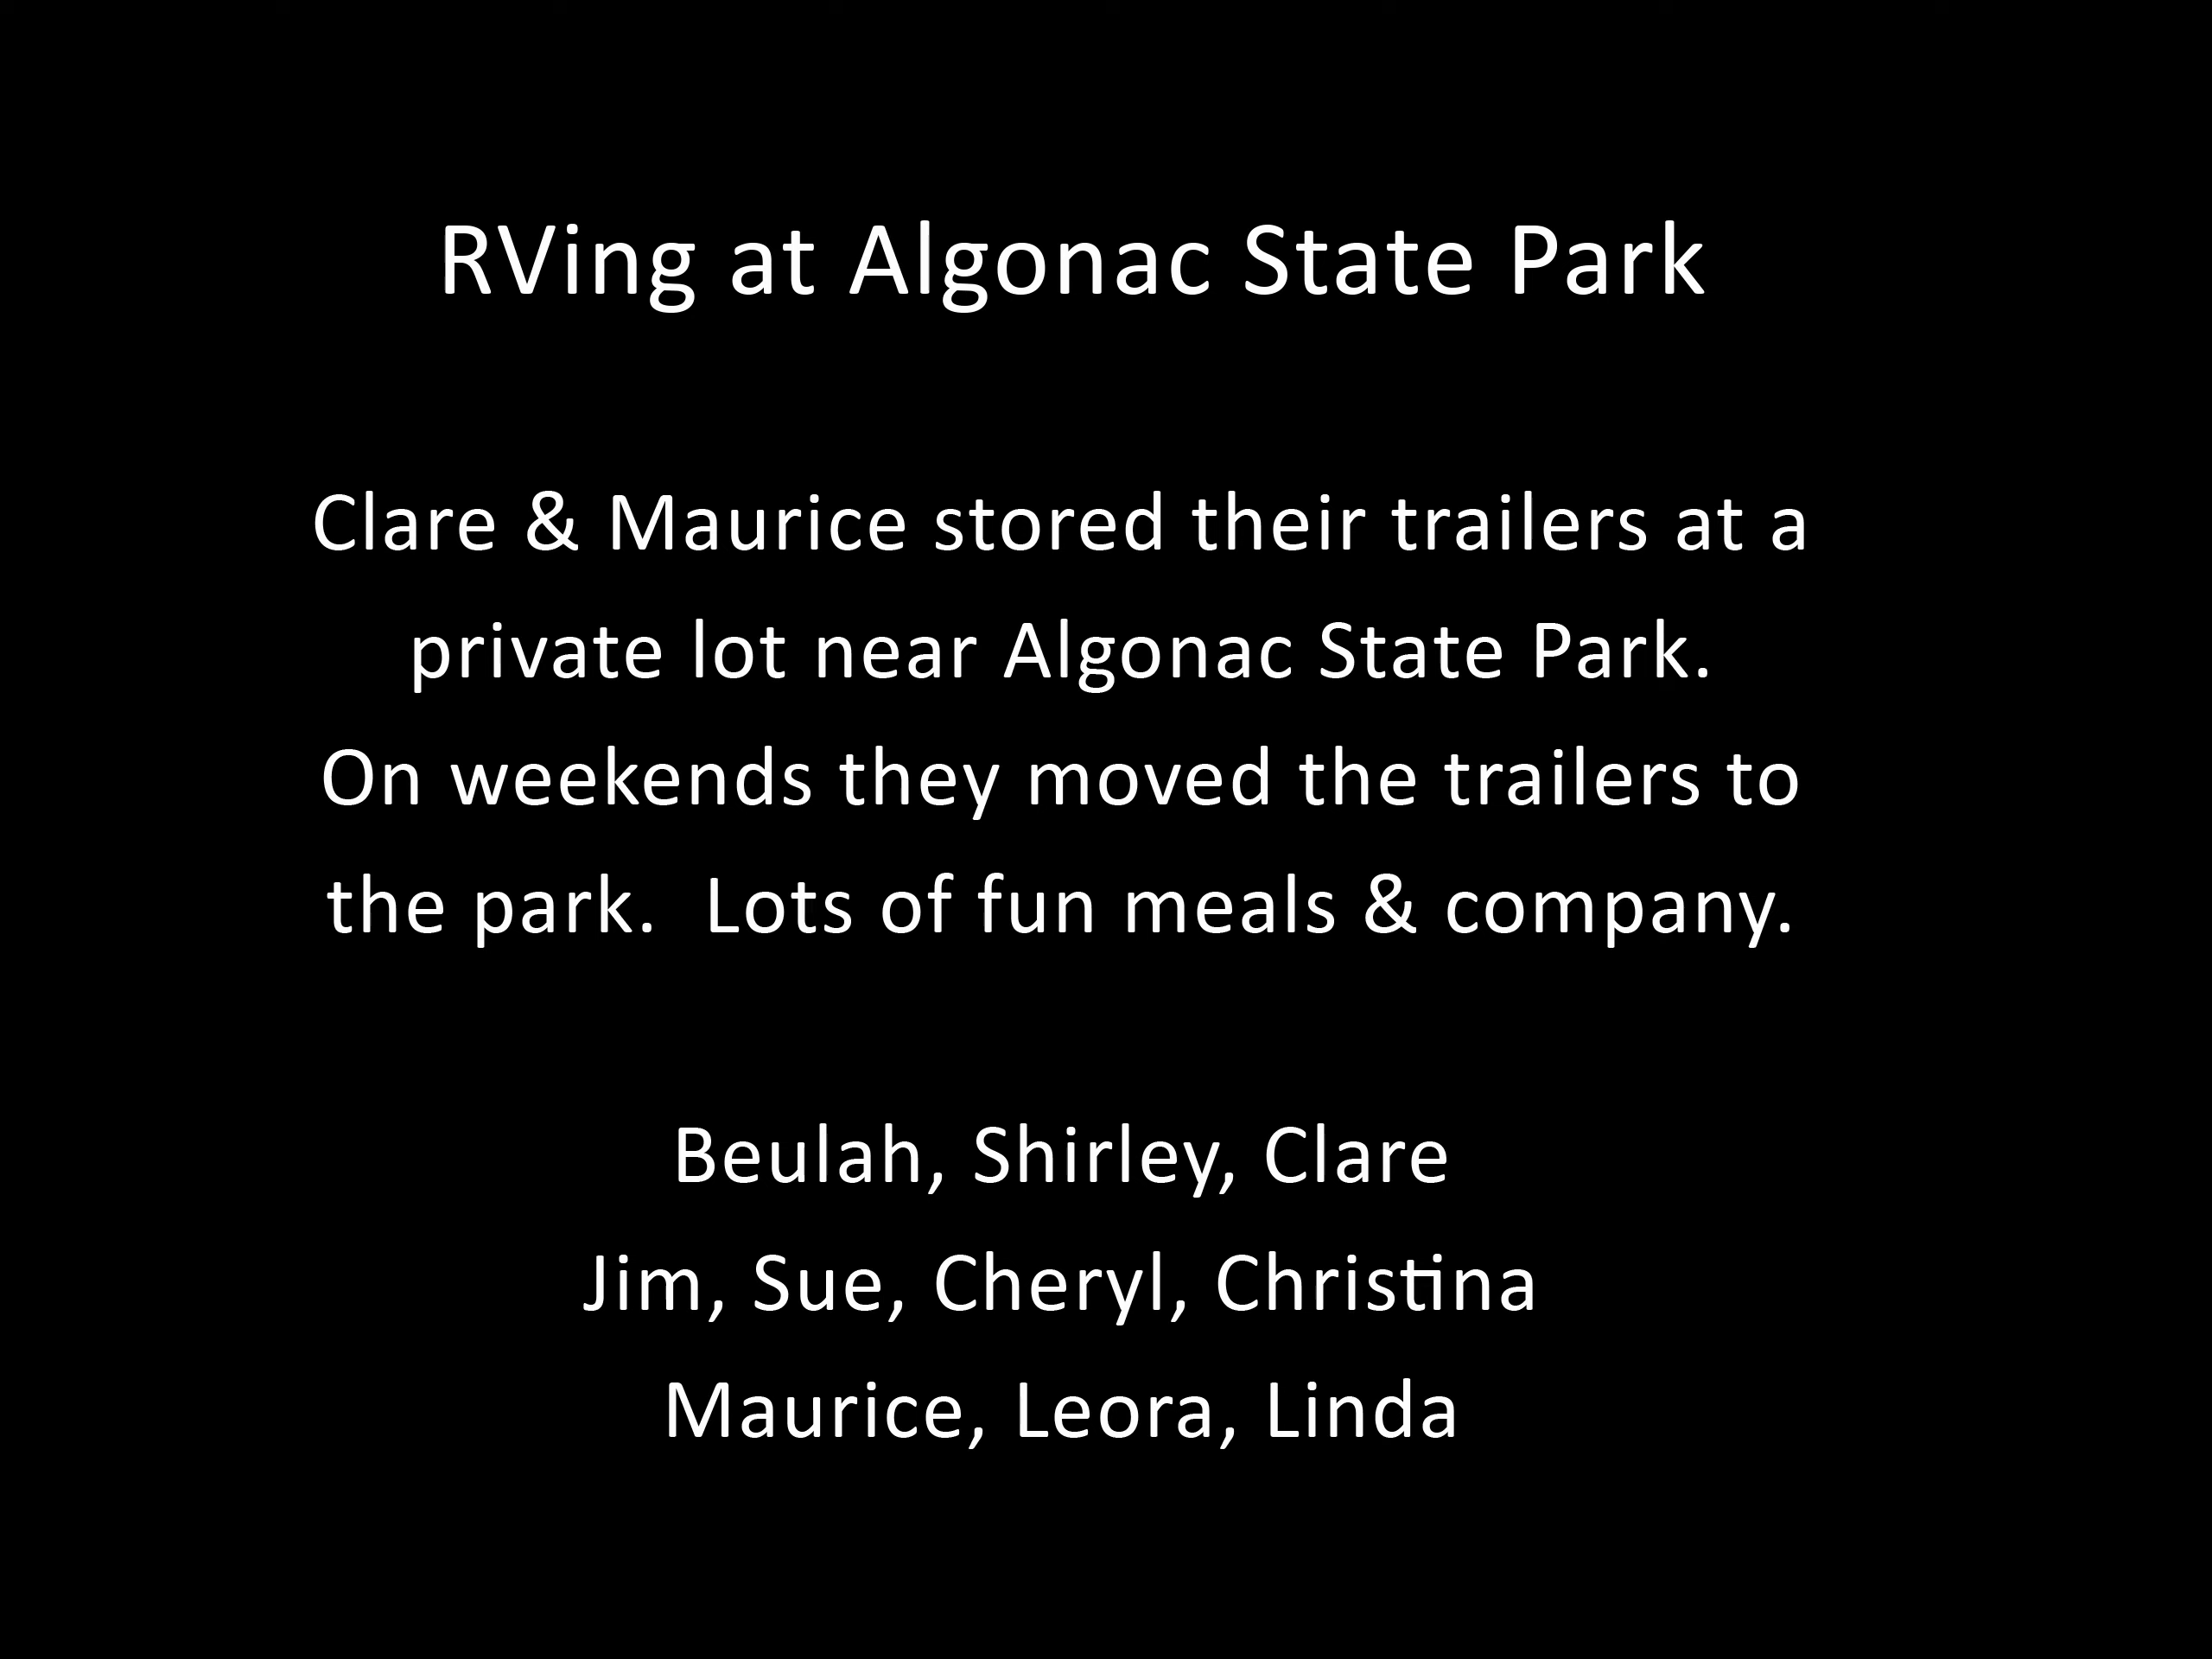 RVing at Algonac State Park
Clare & Maurice stored their trailers at a
private lot near Algonac State Park.
On weekends they moved the trailers to
the park.  Lots of fun meals & company.
Beulah, Shirley, Clare
Jim, Sue, Cheryl, Christina
Maurice, Leora, Linda